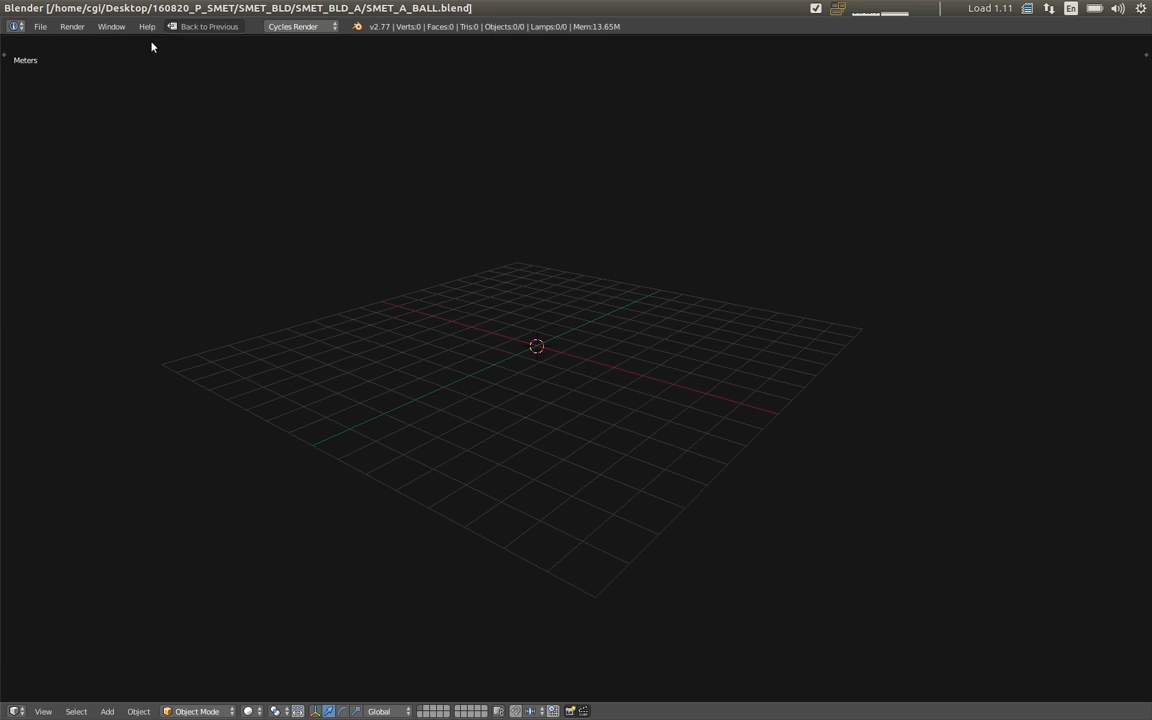 Blender [/home/cgi/Desktop/160820_P_SMET/SMET_BLD/SMET_BLD_A/SMET_A_BALL.blend] Load 1.11 En
File Render Window Help Back to Previous Cycles Render v2.77 | Verts:0 | Faces:0 | Tris:0 | Objects:0/0 | Lamps:0/0 | Mem:13.65M
Meters
View Select Add Object Object Mode Global